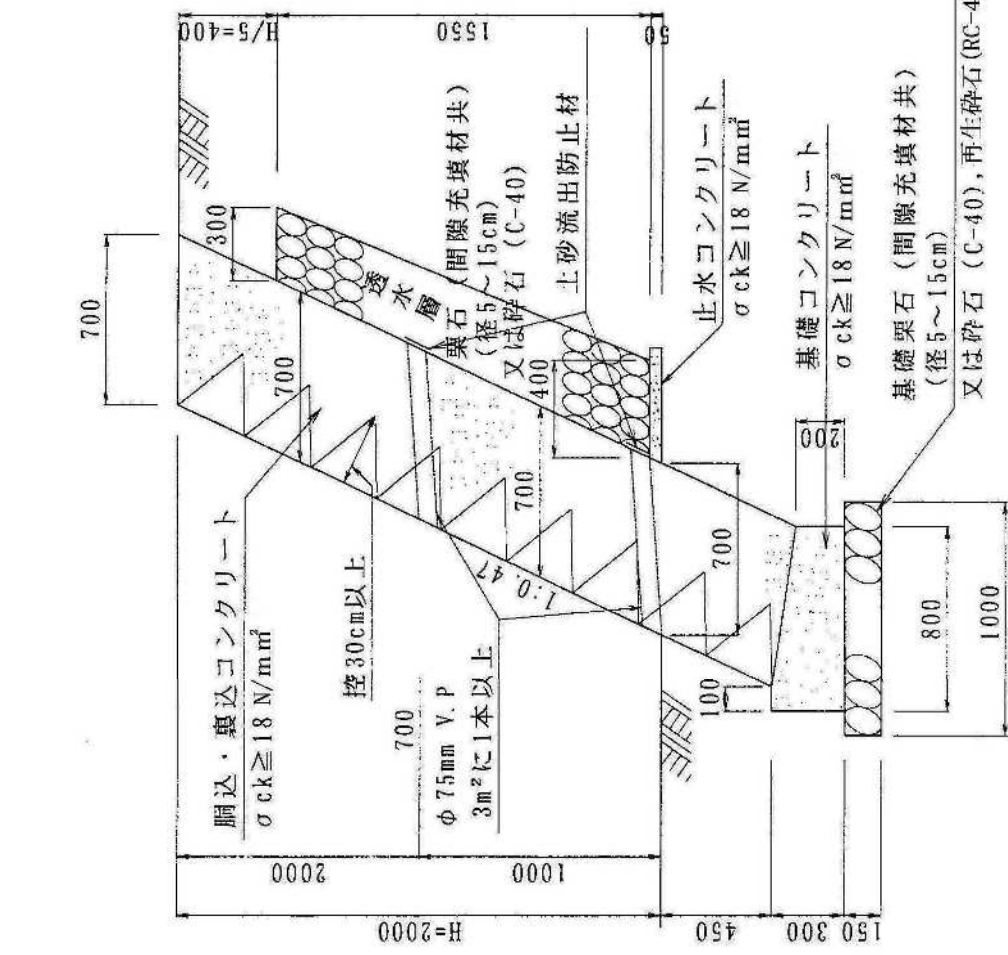 H/5=400
1550
50
700
300
700
透水層
栗石 (間隙充填材共)
(径5~15cm)
又は砕石 (C-40)
土砂流出防止材
400
止水コンクリート
σck≧18 N/mm²
基礎コンクリート
σck≧18N/mm²
200
基礎栗石 (間隙充填材共)
(径5~15cm)
又は砕石 (C-40),再生砕石(RC-4
胴込・裏込コンクリート
σck≧18 N/mm²
控30cm以上
700
φ75mm V.P
3m²に1本以上
1:0.47
700
700
100
800
1000
2000
1000
H=2000
450
300
150